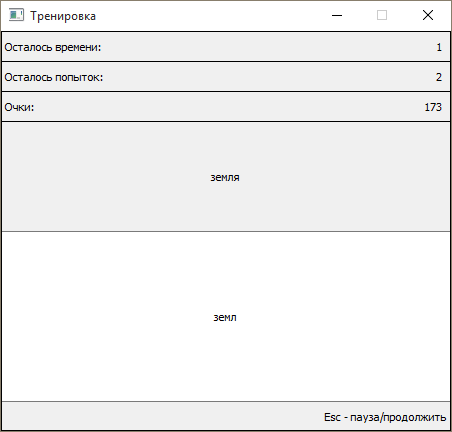 Тренировка
Осталось времени: 1
Осталось попыток: 2
Очки: 173
земля
земл
Esc - пауза/продолжить